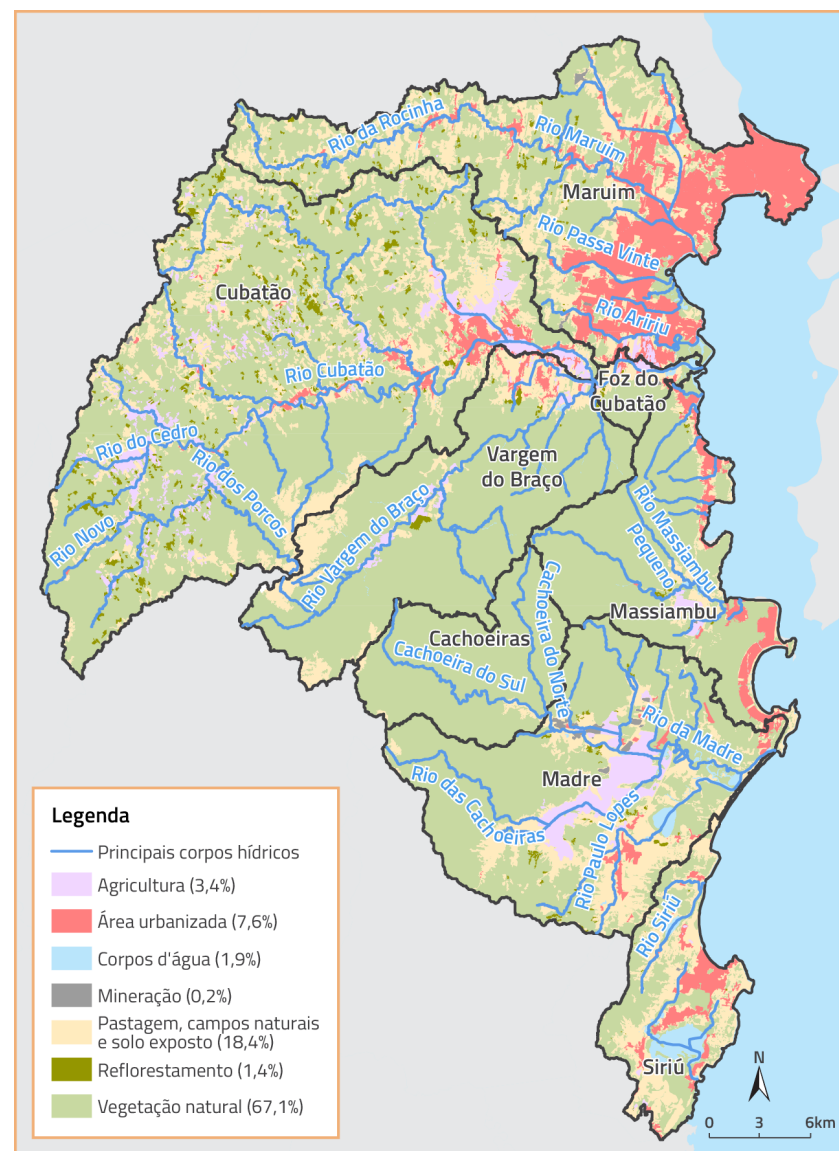 Rio da Rocinha
Rio Maruim
Maruim
Rio Passa Vinte
Rio Aririu
Cubatão
Rio Cubatão
Foz do
Cubatão
Rio do Cedro
Rio dos Porcos
Rio Novo
Vargem
do Braço
Rio Vargem do Braço
Rio Massiambu
Pequeno
Massiambu
Cachoeiras
Cachoeira do Norte
Cachoeira do Sul
Rio da Madre
Madre
Rio das Cachoeiras
Rio Paulo Lopes
Rio Siriú
Siriú
Legenda
Principais corpos hídricos
Agricultura (3,4%)
Área urbanizada (7,6%)
Corpos d'água (1,9%)
Mineração (0,2%)
Pastagem, campos naturais
e solo exposto (18,4%)
Reflorestamento (1,4%)
Vegetação natural (67,1%)
N
0 3 6km